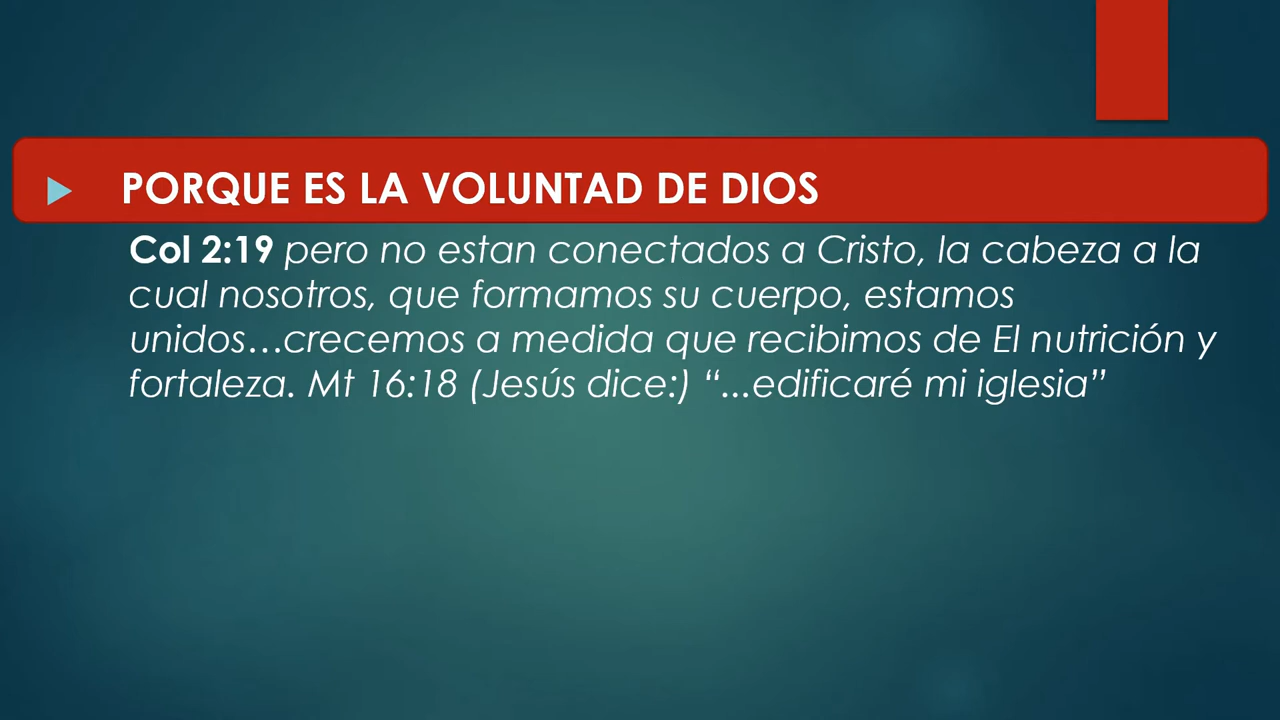 PORQUE ES LA VOLUNTAD DE DIOS
Col 2:19 pero no estan conectados a Cristo, la cabeza a la
cual nosotros, que formamos su cuerpo, estamos
unidos…crecemos a medida que recibimos de El nutrición y
fortaleza. Mt 16:18 (Jesús dice:) “...edificaré mi iglesia”